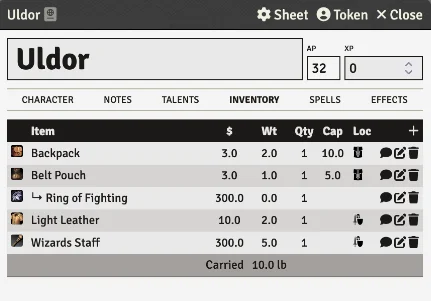 Uldor Sheet Token Close
AP XP
Uldor 32 0
CHARACTER NOTES TALENTS INVENTORY SPELLS EFFECTS
Item $ Wt Qty Cap Loc +
Backpack 3.0 2.0 1 10.0
Belt Pouch 3.0 1.0 1 5.0
↳ Ring of Fighting 300.0 0.0 1
Light Leather 10.0 2.0 1
Wizards Staff 300.0 5.0 1
Carried 10.0 lb